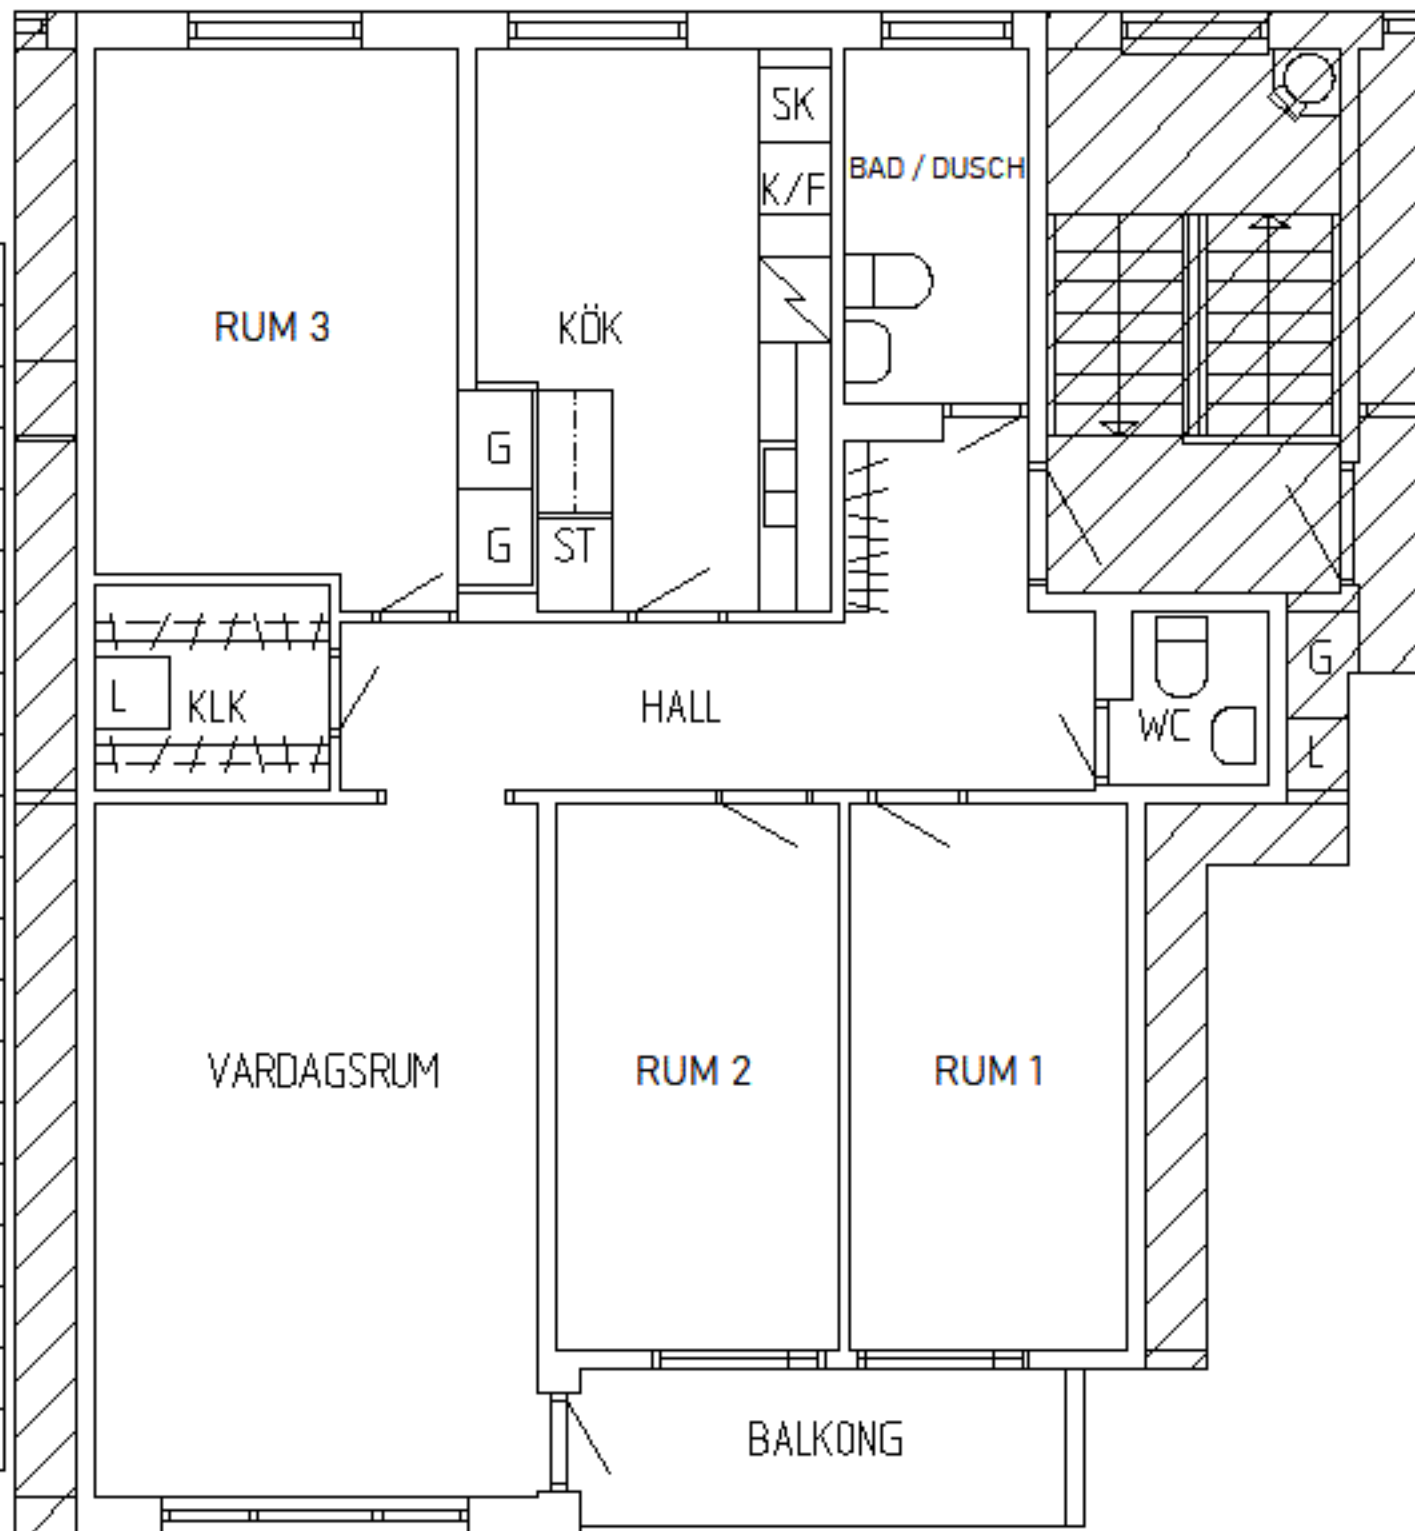 SK
BAD / DUSCH
K/F
RUM 3
KÖK
G
G
ST
G
L
KLK
HALL
WC
L
VARDAGSRUM
RUM 2
RUM 1
BALKONG